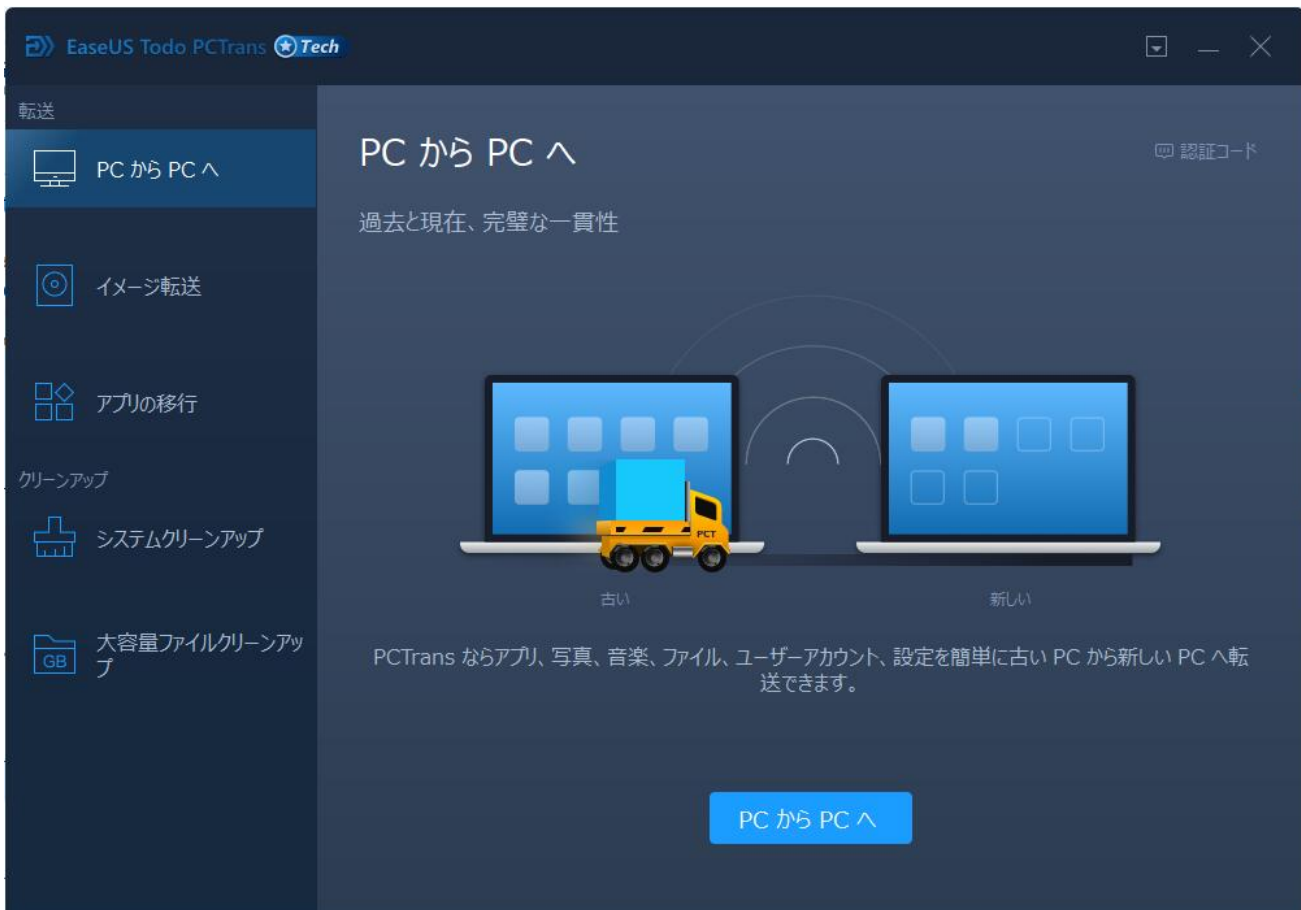 EaseUS Todo PCTrans Tech
転送
PC から PC へ
イメージ転送
アプリの移行
クリーンアップ
システムクリーンアップ
大容量ファイルクリーンアッ
プ
PC から PC へ
認証コード
過去と現在、完璧な一貫性
PCT
古い
新しい
PCTrans ならアプリ、写真、音楽、ファイル、ユーザーアカウント、設定を簡単に古い PC から新しい PC へ転
送できます。
PC から PC へ
GB